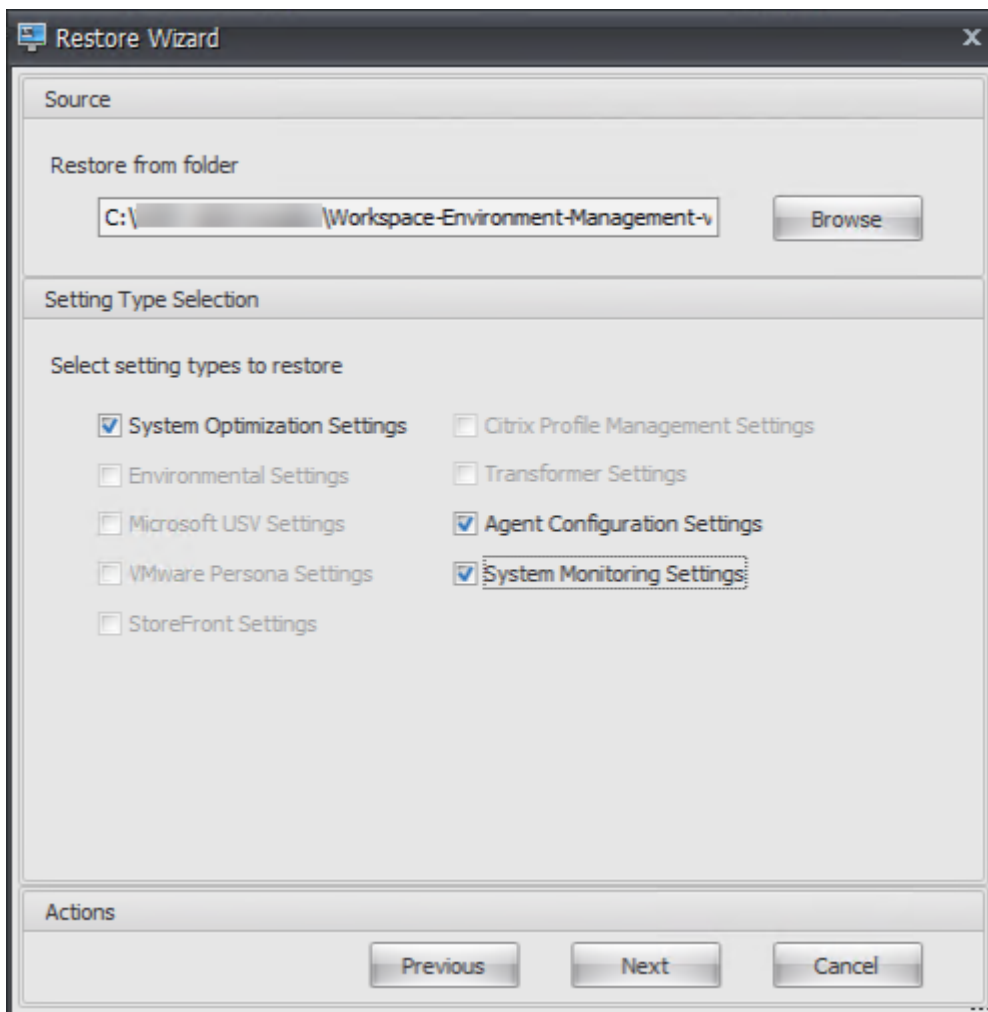 Restore Wizard
Source
Restore from folder
C:\ \Workspace-Environment-Management-v
Browse
Setting Type Selection
Select setting types to restore
System Optimization Settings
Citrix Profile Management Settings
Environmental Settings
Transformer Settings
Microsoft USV Settings
Agent Configuration Settings
VMware Persona Settings
System Monitoring Settings
StoreFront Settings
Actions
Previous
Next
Cancel